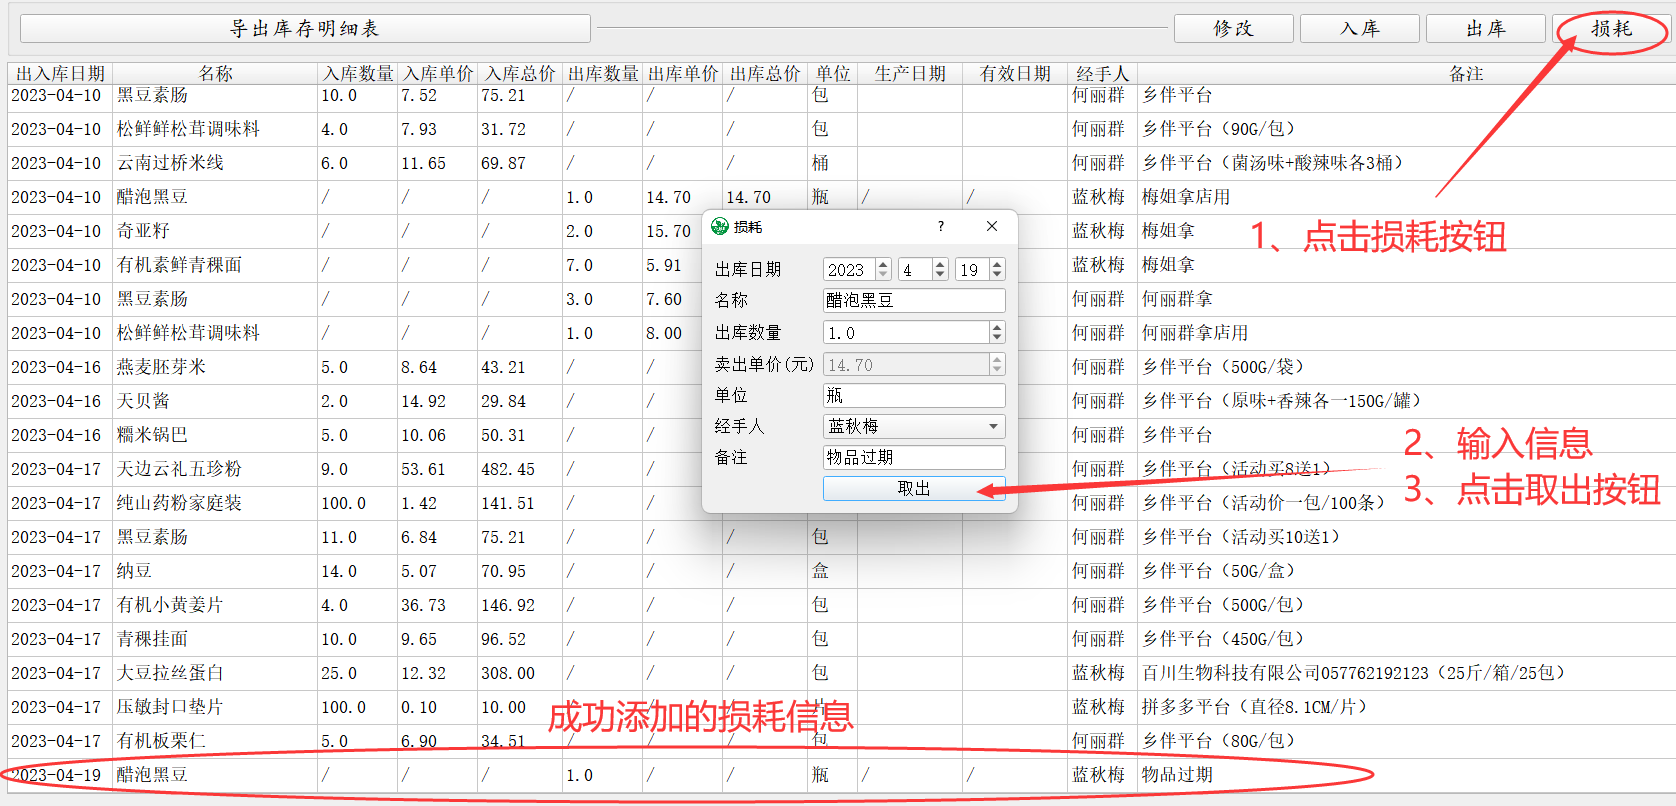 导出库存明细表 修改 入库 出库 损耗
出入库日期 名称 入库数量 入库单价 入库总价 出库数量 出库单价 出库总价 单位 生产日期 有效日期 经手人 备注
2023-04-10 黑豆素肠 10.0 7.52 75.21 / / / 包 何丽群 乡伴平台
2023-04-10 松鲜鲜松茸调味料 4.0 7.93 31.72 / / / 包 何丽群 乡伴平台（90G/包）
2023-04-10 云南过桥米线 6.0 11.65 69.87 / / / 桶 何丽群 乡伴平台（菌汤味+酸辣味各3桶）
2023-04-10 醋泡黑豆 / / / 1.0 14.70 14.70 瓶 / / 蓝秋梅 梅姐拿店用
2023-04-10 奇亚籽 / / / 2.0 15.70 蓝秋梅 梅姐拿
2023-04-10 有机素鲜青稞面 / / / 7.0 5.91 蓝秋梅 梅姐拿
2023-04-10 黑豆素肠 / / / 3.0 7.60 何丽群 何丽群拿
2023-04-10 松鲜鲜松茸调味料 / / / 1.0 8.00 何丽群 何丽群拿店用
2023-04-16 燕麦胚芽米 5.0 8.64 43.21 / / 何丽群 乡伴平台（500G/袋）
2023-04-16 天贝酱 2.0 14.92 29.84 / / 何丽群 乡伴平台（原味+香辣各一150G/罐）
2023-04-16 糯米锅巴 5.0 10.06 50.31 / / 何丽群 乡伴平台
2023-04-17 天边云礼五珍粉 9.0 53.61 482.45 / / 何丽群 乡伴平台（活动买8送1）
2023-04-17 纯山药粉家庭装 100.0 1.42 141.51 / / 何丽群 乡伴平台（活动价一包/100条）
2023-04-17 黑豆素肠 11.0 6.84 75.21 / / / 包 何丽群 乡伴平台（活动买10送1）
2023-04-17 纳豆 14.0 5.07 70.95 / / / 盒 何丽群 乡伴平台（50G/盒）
2023-04-17 有机小黄姜片 4.0 36.73 146.92 / / / 包 何丽群 乡伴平台（500G/包）
2023-04-17 青稞挂面 10.0 9.65 96.52 / / / 包 何丽群 乡伴平台（450G/包）
2023-04-17 大豆拉丝蛋白 25.0 12.32 308.00 / / / 包 蓝秋梅 百川生物科技有限公司057762192123（25斤/箱/25包）
2023-04-17 压敏封口垫片 100.0 0.10 10.00 / / / 片 蓝秋梅 拼多多平台（直径8.1CM/片）
2023-04-17 有机板栗仁 5.0 6.90 34.51 / / / 包 何丽群 乡伴平台（80G/包）
2023-04-19 醋泡黑豆 / / / 1.0 / / 瓶 / / 蓝秋梅 物品过期
损耗 ?
出库日期 2023 4 19
名称 醋泡黑豆
出库数量 1.0
卖出单价(元) 14.70
单位 瓶
经手人 蓝秋梅
备注 物品过期
取出
1、点击损耗按钮
2、输入信息
3、点击取出按钮
成功添加的损耗信息